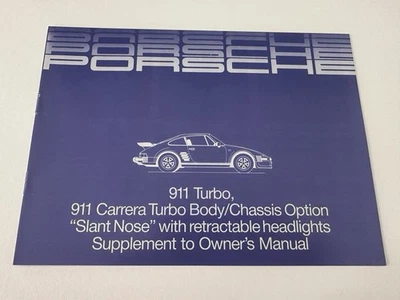 PORSCHE
PORSCHE
PORSCHE
911 Turbo,
911 Carrera Turbo Body/Chassis Option
"Slant Nose" with retractable headlights
Supplement to Owner's Manual